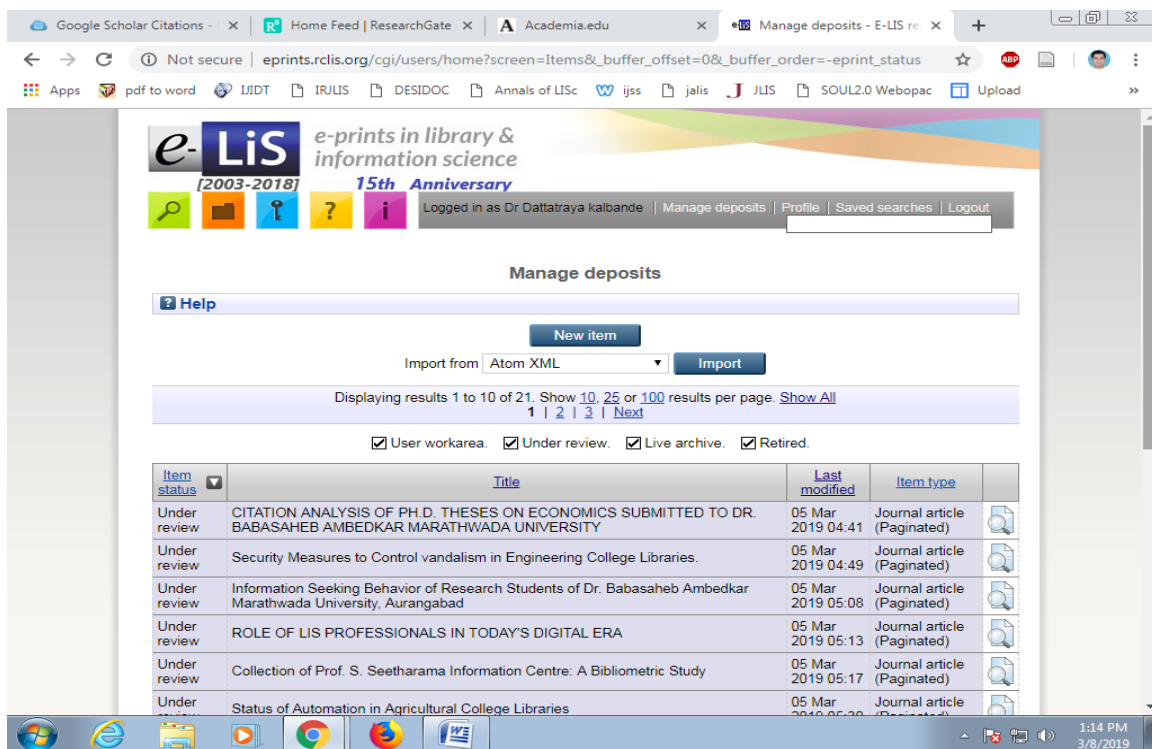 Google Scholar Citations -
Home Feed | ResearchGate
Academia.edu
Manage deposits - E-LIS re
Not secure | eprints.rclis.org/cgi/users/home?screen=Items&_buffer_offset=0&_buffer_order=-eprint_status
ABP
Apps pdf to word IJIDT IRJLIS DESIDOC Annals of LISc ijss jalis JLIS SOUL2.0 Webopac Upload »
e-LiS e-prints in library &
information science
[2003-2018] 15th Anniversary
? i Logged in as Dr Dattatraya kalbande | Manage deposits | Profile | Saved searches | Logout
Manage deposits
? Help
New item
Import from Atom XML Import
Displaying results 1 to 10 of 21. Show 10, 25 or 100 results per page. Show All
1 | 2 | 3 | Next
User workarea. Under review. Live archive. Retired.
Item status Title Last modified Item type
Under review CITATION ANALYSIS OF PH.D. THESES ON ECONOMICS SUBMITTED TO DR. BABASAHEB AMBEDKAR MARATHWADA UNIVERSITY 05 Mar 2019 04:41 Journal article (Paginated)
Under review Security Measures to Control vandalism in Engineering College Libraries. 05 Mar 2019 04:49 Journal article (Paginated)
Under review Information Seeking Behavior of Research Students of Dr. Babasaheb Ambedkar Marathwada University, Aurangabad 05 Mar 2019 05:08 Journal article (Paginated)
Under review ROLE OF LIS PROFESSIONALS IN TODAY'S DIGITAL ERA 05 Mar 2019 05:13 Journal article (Paginated)
Under review Collection of Prof. S. Seetharama Information Centre: A Bibliometric Study 05 Mar 2019 05:17 Journal article (Paginated)
Under Status of Automation in Agricultural College Libraries 05 Mar Journal article
1:14 PM
3/8/2019